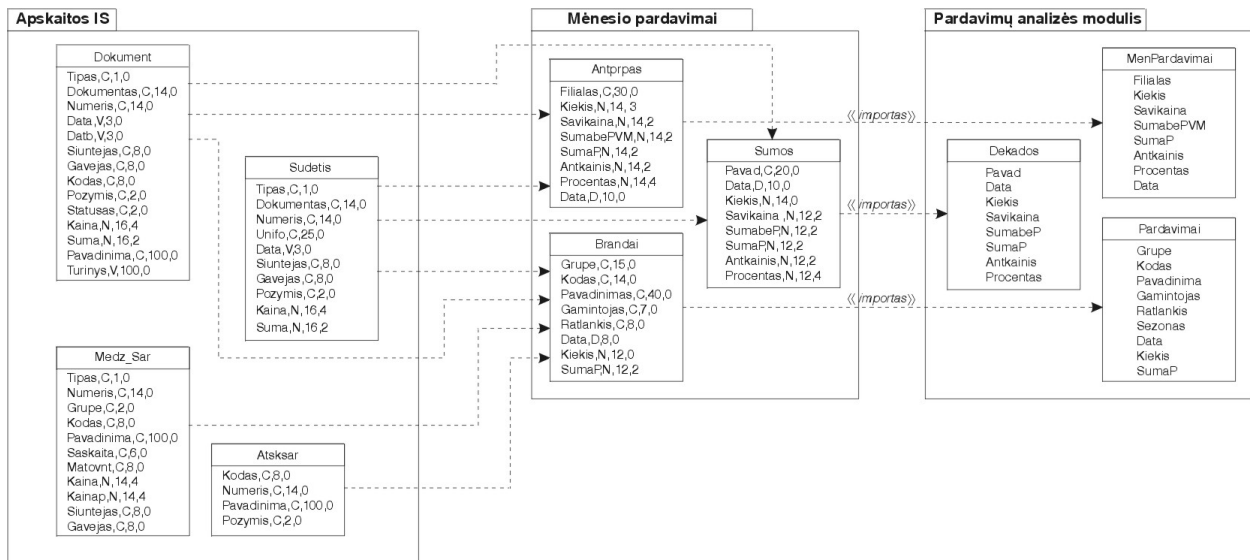 Apskaitos IS
Dokument
Tipas,C,1,0
Dokumentas,C,14,0
Numeris,C,14,0
Data,V,3,0
Datb,V,3,0
Siuntejas,C,8,0
Gavejas,C,8,0
Kodas,C,8,0
Pozymis,C,2,0
Statusas,C,2,0
Kaina,N,16,4
Suma,N,16,2
Pavadinima,C,100,0
Turinys,V,100,0
Sudetis
Tipas,C,1,0
Dokumentas,C,14,0
Numeris,C,14,0
Unifo,C,25,0
Data,V,3,0
Siuntejas,C,8,0
Gavejas,C,8,0
Pozymis,C,2,0
Kaina,N,16,4
Suma,N,16,2
Medz_Sar
Tipas,C,1,0
Numeris,C,14,0
Grupe,C,2,0
Kodas,C,8,0
Pavadinima,C,100,0
Saskaita,C,6,0
Matovnt,C,8,0
Kaina,N,14,4
Kainap,N,14,4
Siuntejas,C,8,0
Gavejas,C,8,0
Atsksar
Kodas,C,8,0
Numeris,C,14,0
Pavadinima,C,100,0
Pozymis,C,2,0
Mėnesio pardavimai
Antprpas
Filialas,C,30,0
Kiekis,N,14, 3
Savikaina,N,14,2
SumabePVM,N,14,2
SumaP,N,14,2
Antkainis,N,14,2
Procentas,N,14,4
Data,D,10,0
Sumos
Pavad,C,20,0
Data,D,10,0
Kiekis,N,14,0
Savikaina ,N,12,2
SumabeP,N,12,2
SumaP,N,12,2
Antkainis,N,12,2
Procentas,N,12,4
Brandai
Grupe,C,15,0
Kodas,C,14,0
Pavadinimas,C,40,0
Gamintojas,C,7,0
Ratlankis,C,8,0
Data,D,8,0
Kiekis,N,12,0
SumaP,N,12,2
⟪importas⟫
⟪importas⟫
⟪importas⟫
Pardavimų analizės modulis
MenPardavimai
Filialas
Kiekis
Savikaina
SumabePVM
SumaP
Antkainis
Procentas
Data
Dekados
Pavad
Data
Kiekis
Savikaina
SumabeP
SumaP
Antkainis
Procentas
Pardavimai
Grupe
Kodas
Pavadinima
Gamintojas
Ratlankis
Sezonas
Data
Kiekis
SumaP